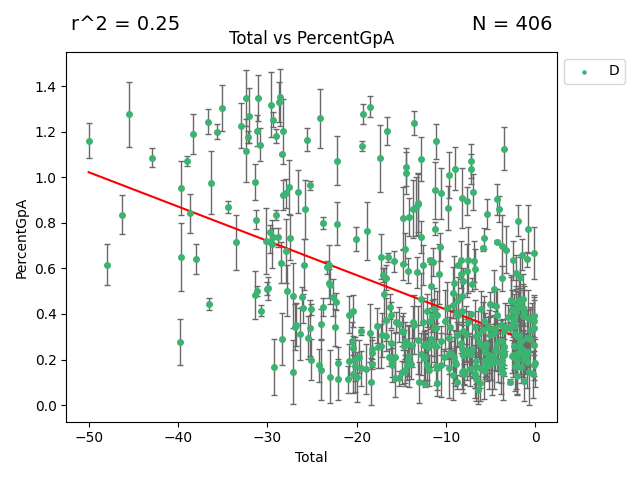 r^2 = 0.25
N = 406
Total vs PercentGpA
D
PercentGpA
1.4
1.2
1.0
0.8
0.6
0.4
0.2
0.0
−50 −40 −30 −20 −10 0
Total